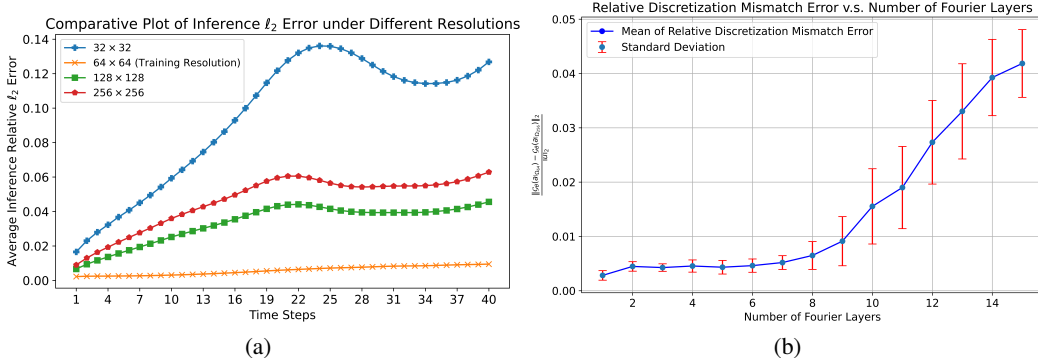 Comparative Plot of Inference ℓ2 Error under Different Resolutions
Average Inference Relative ℓ2 Error
0.14
0.12
0.10
0.08
0.06
0.04
0.02
0.00
32 × 32
64 × 64 (Training Resolution)
128 × 128
256 × 256
1 4 7 10 13 16 19 22 25 28 31 34 37 40
Time Steps
(a)
Relative Discretization Mismatch Error v.s. Number of Fourier Layers
0.05
0.04
0.03
0.02
0.01
0.00
Mean of Relative Discretization Mismatch Error
Standard Deviation
2 4 6 8 10 12 14
Number of Fourier Layers
(b)